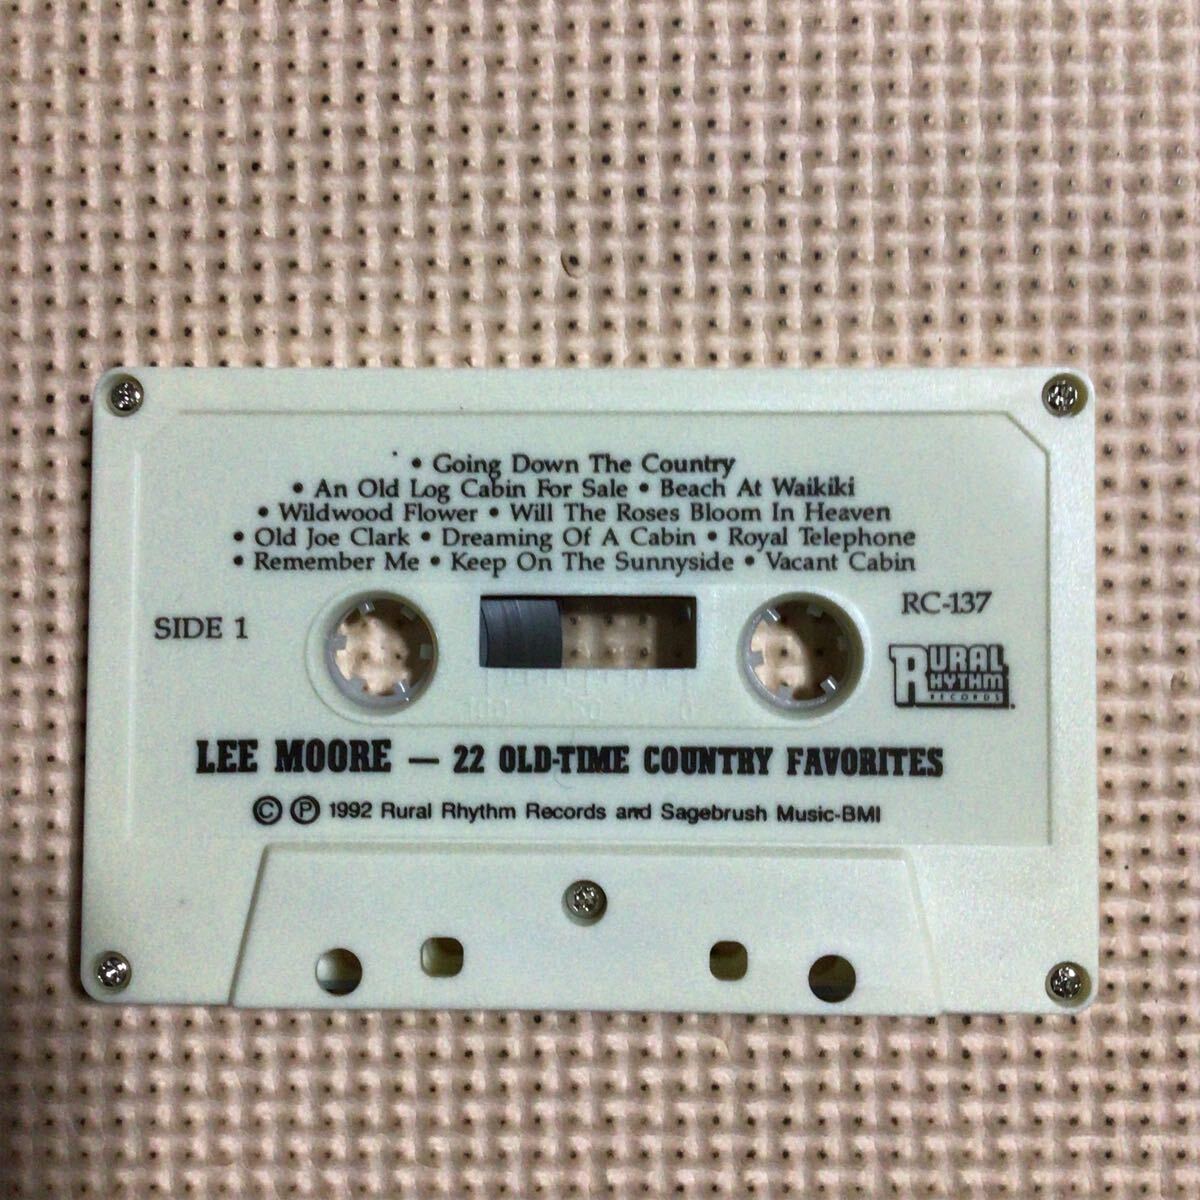 • Going Down The Country
• An Old Log Cabin For Sale • Beach At Waikiki
• Wildwood Flower • Will The Roses Bloom In Heaven
• Old Joe Clark • Dreaming Of A Cabin • Royal Telephone
• Remember Me • Keep On The Sunnyside • Vacant Cabin
SIDE 1
RC-137
RURAL
RHYTHM
RECORDS
100 50 0
LEE MOORE — 22 OLD-TIME COUNTRY FAVORITES
© ℗ 1992 Rural Rhythm Records and Sagebrush Music-BMI